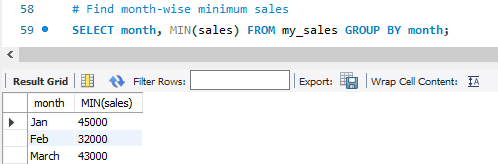 58 # Find month-wise minimum sales
59 SELECT month, MIN(sales) FROM my_sales GROUP BY month;
Result Grid Filter Rows: Export: Wrap Cell Content: IA
month MIN(sales)
Jan 45000
Feb 32000
March 43000